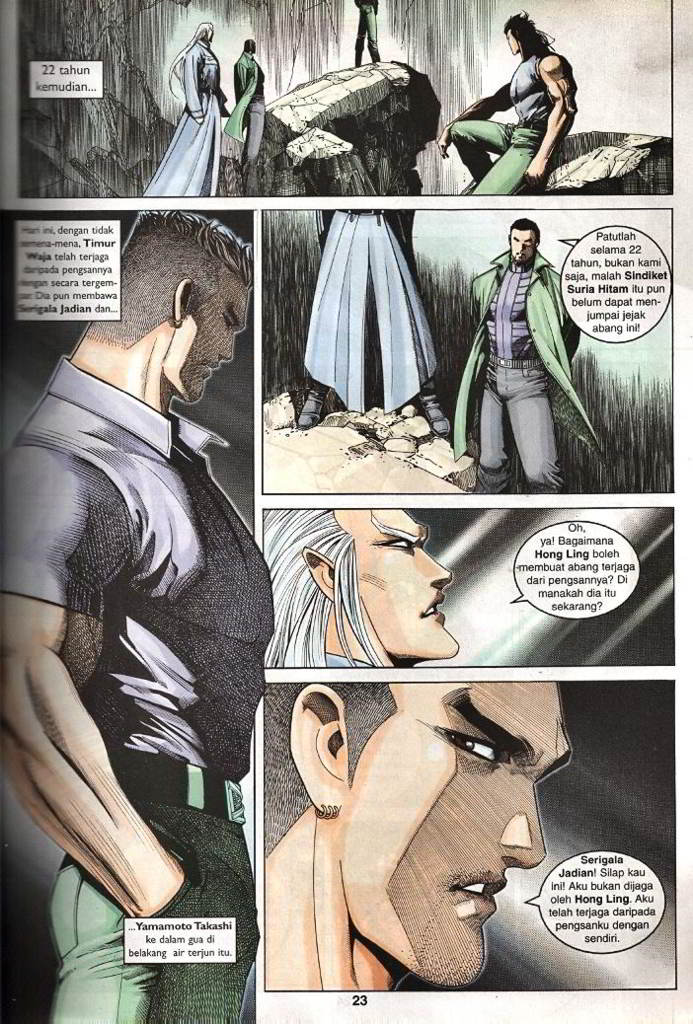 22 tahun
kemudian...
Hari ini, dengan tidak
semena-mena, Timur
Waja telah terjaga
daripada pengsannya
dengan secara tergem-
par. Dia pun membawa
Serigala Jadian dan...
Patutlah
selama 22
tahun, bukan kami
saja, malah Sindiket
Suria Hitam itu pun
belum dapat men-
jumpai jejak
abang ini!
Oh,
ya! Bagaimana
Hong Ling boleh
membuat abang terjaga
dari pengsannya? Di
manakah dia itu
sekarang?
Serigala
Jadian! Silap kau
ini! Aku bukan dijaga
oleh Hong Ling. Aku
telah terjaga daripada
pengsanku dengan
sendiri.
...Yamamoto Takashi
ke dalam gua di
belakang air terjun itu.
23